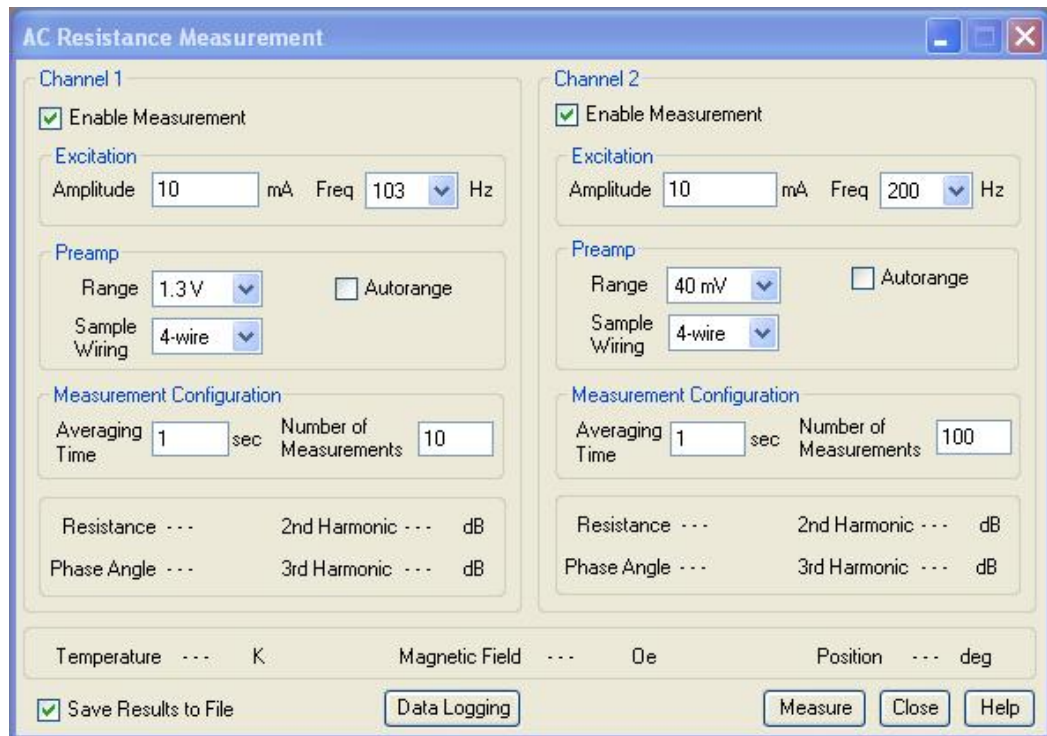 AC Resistance Measurement
Channel 1
Enable Measurement
Excitation
Amplitude 10 mA Freq 103 Hz
Preamp
Range 1.3 V Autorange
Sample Wiring 4-wire
Measurement Configuration
Averaging Time 1 sec Number of Measurements 10
Resistance - - - 2nd Harmonic - - - dB
Phase Angle - - - 3rd Harmonic - - - dB
Channel 2
Enable Measurement
Excitation
Amplitude 10 mA Freq 200 Hz
Preamp
Range 40 mV Autorange
Sample Wiring 4-wire
Measurement Configuration
Averaging Time 1 sec Number of Measurements 100
Resistance - - - 2nd Harmonic - - - dB
Phase Angle - - - 3rd Harmonic - - - dB
Temperature - - - K Magnetic Field - - - Oe Position - - - deg
Save Results to File Data Logging Measure Close Help